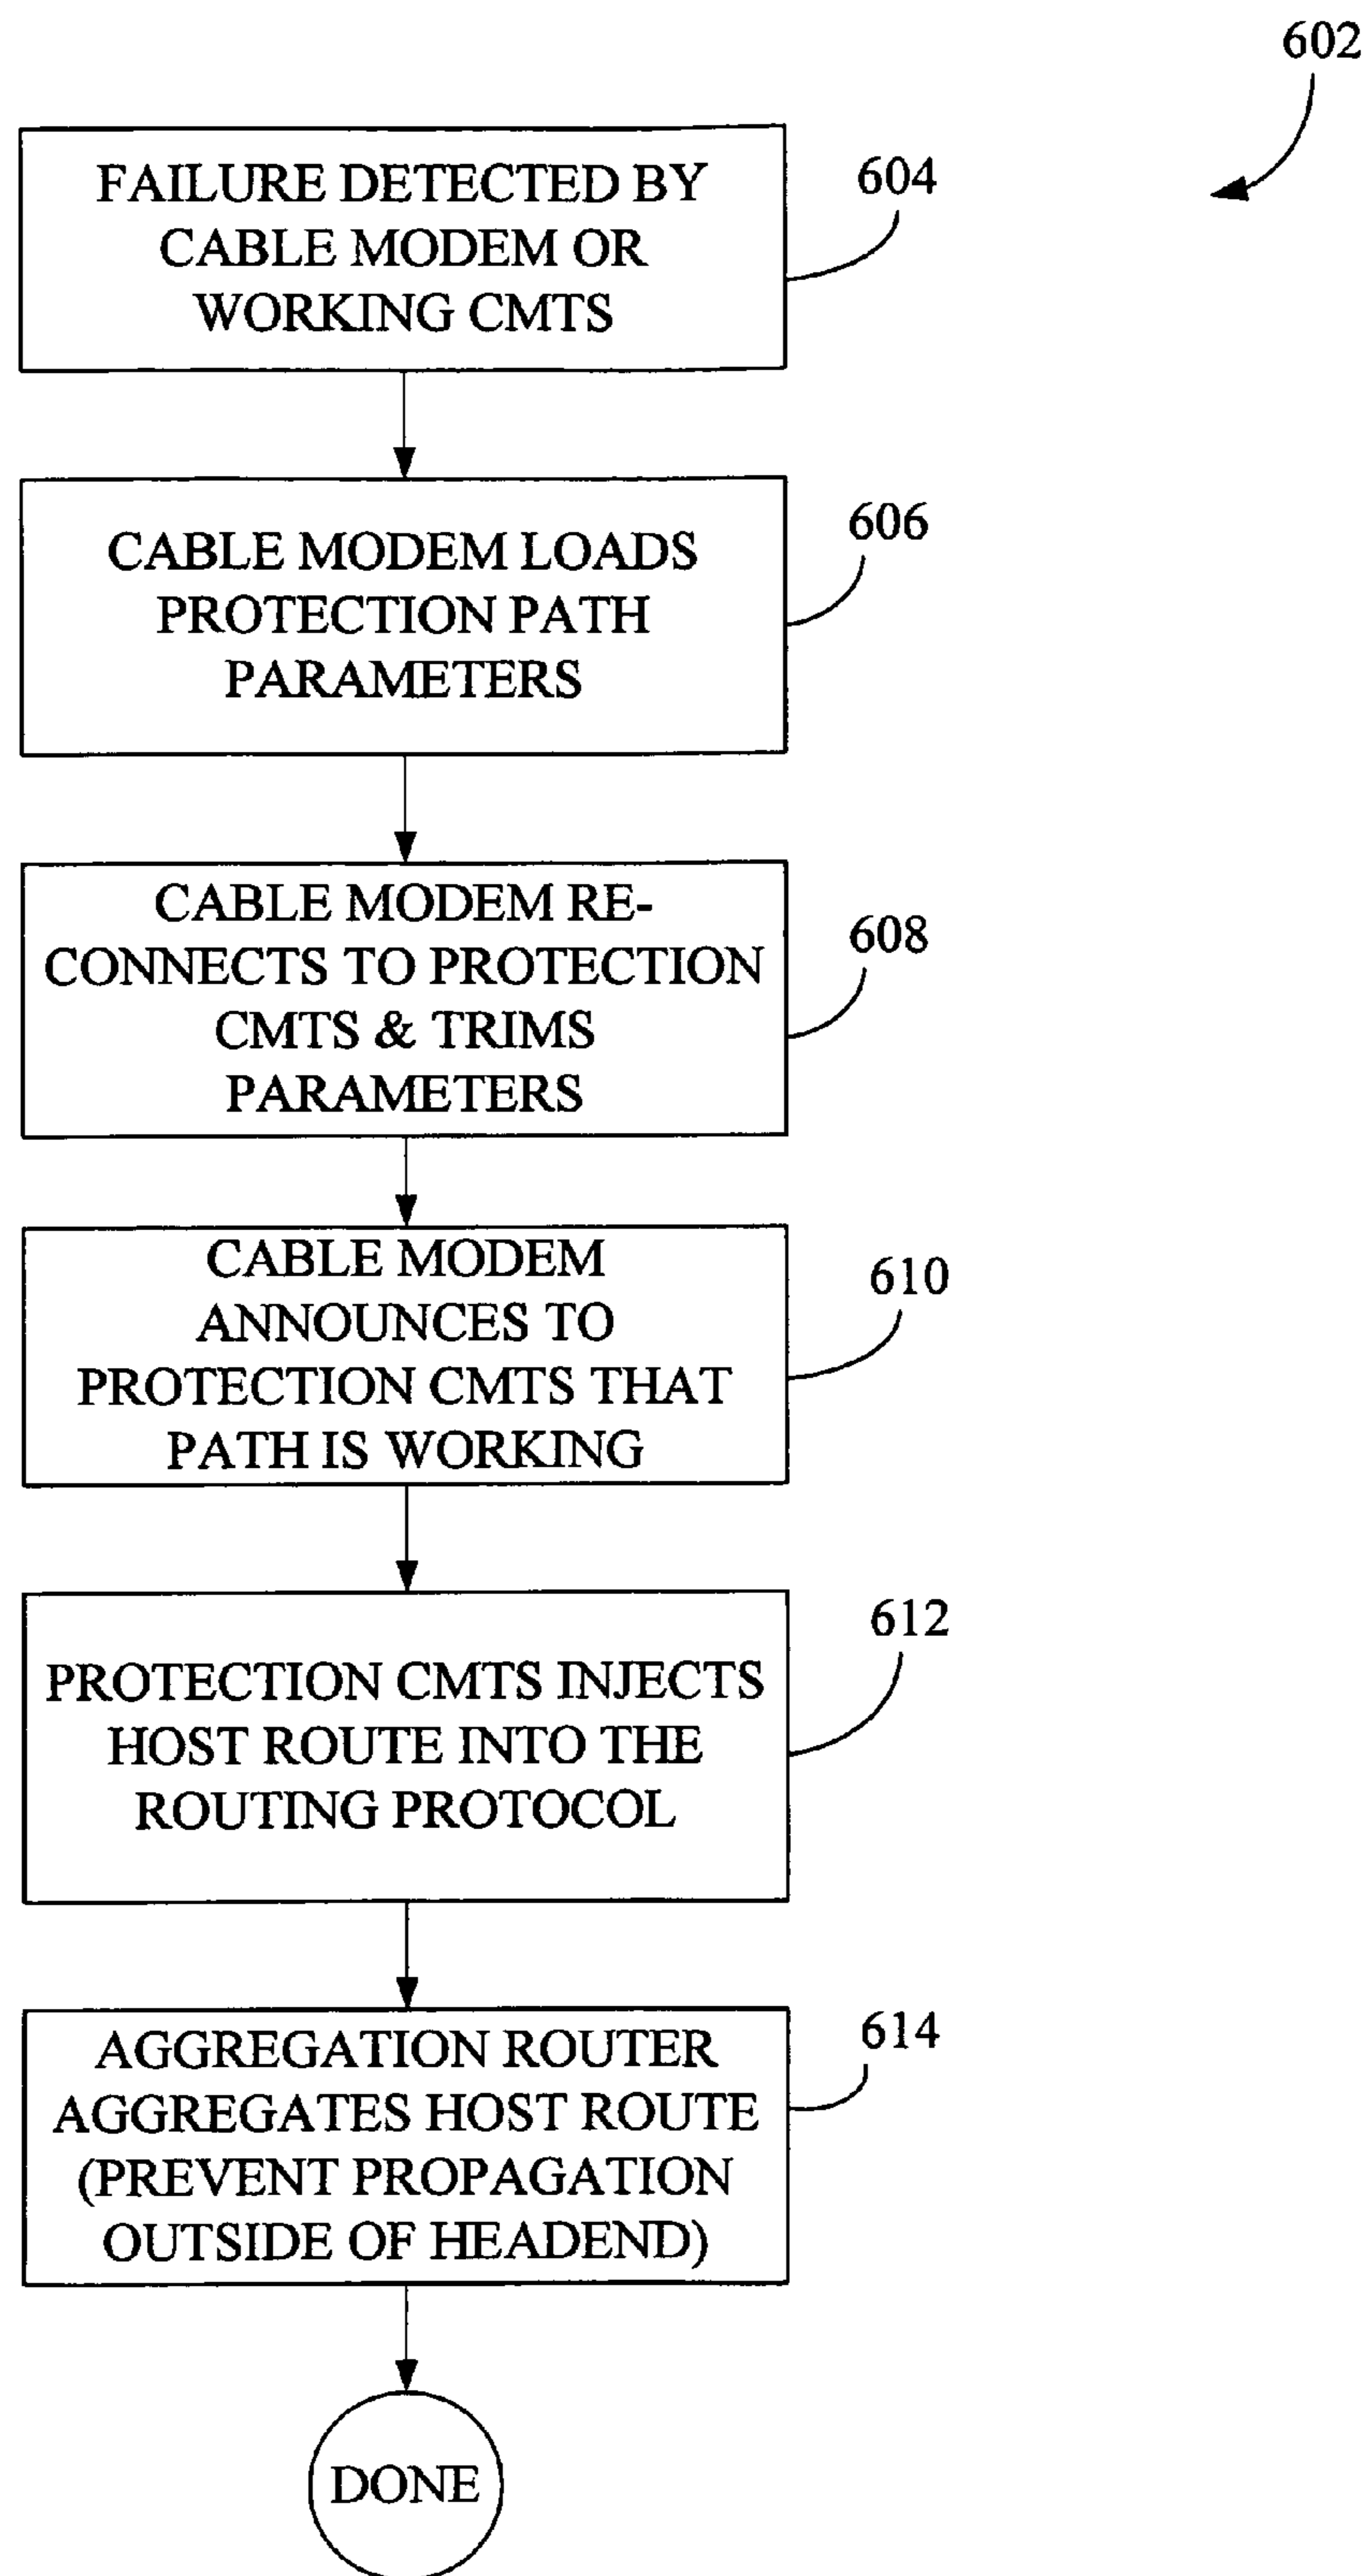 602
FAILURE DETECTED BY
CABLE MODEM OR
WORKING CMTS
604
CABLE MODEM LOADS
PROTECTION PATH
PARAMETERS
606
CABLE MODEM RE-
CONNECTS TO PROTECTION
CMTS & TRIMS
PARAMETERS
608
CABLE MODEM
ANNOUNCES TO
PROTECTION CMTS THAT
PATH IS WORKING
610
PROTECTION CMTS INJECTS
HOST ROUTE INTO THE
ROUTING PROTOCOL
612
AGGREGATION ROUTER
AGGREGATES HOST ROUTE
(PREVENT PROPAGATION
OUTSIDE OF HEADEND)
614
DONE